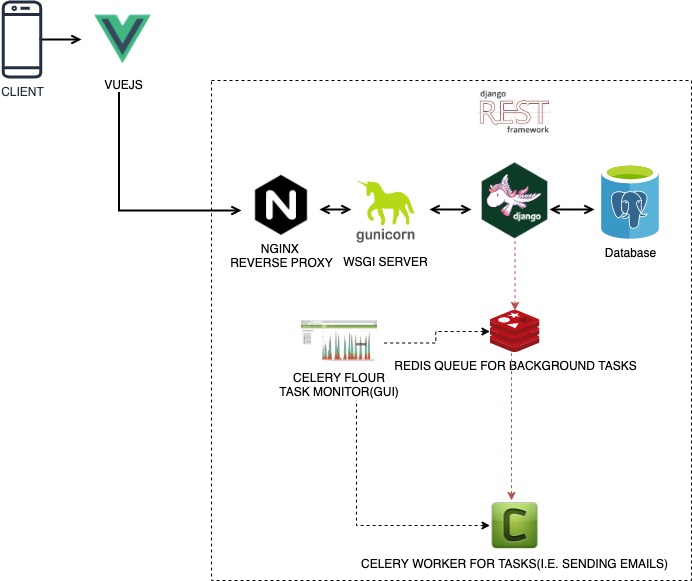 CLIENT
VUEJS
django
REST
framework
N
gunicorn
django
NGINX
REVERSE PROXY
WSGI SERVER
Database
REDIS QUEUE FOR BACKGROUND TASKS
CELERY FLOUR
TASK MONITOR(GUI)
C
CELERY WORKER FOR TASKS(I.E. SENDING EMAILS)